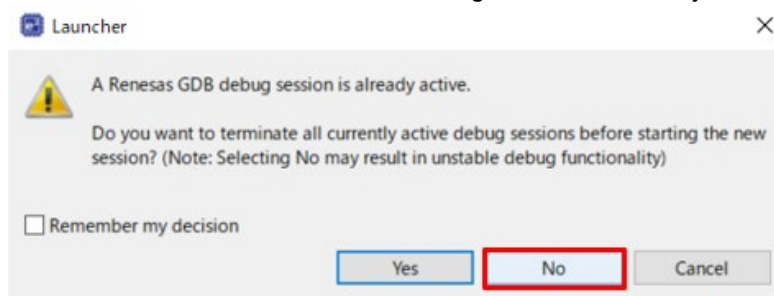 Launcher
A Renesas GDB debug session is already active.
Do you want to terminate all currently active debug sessions before starting the new
session? (Note: Selecting No may result in unstable debug functionality)
Remember my decision
Yes No Cancel